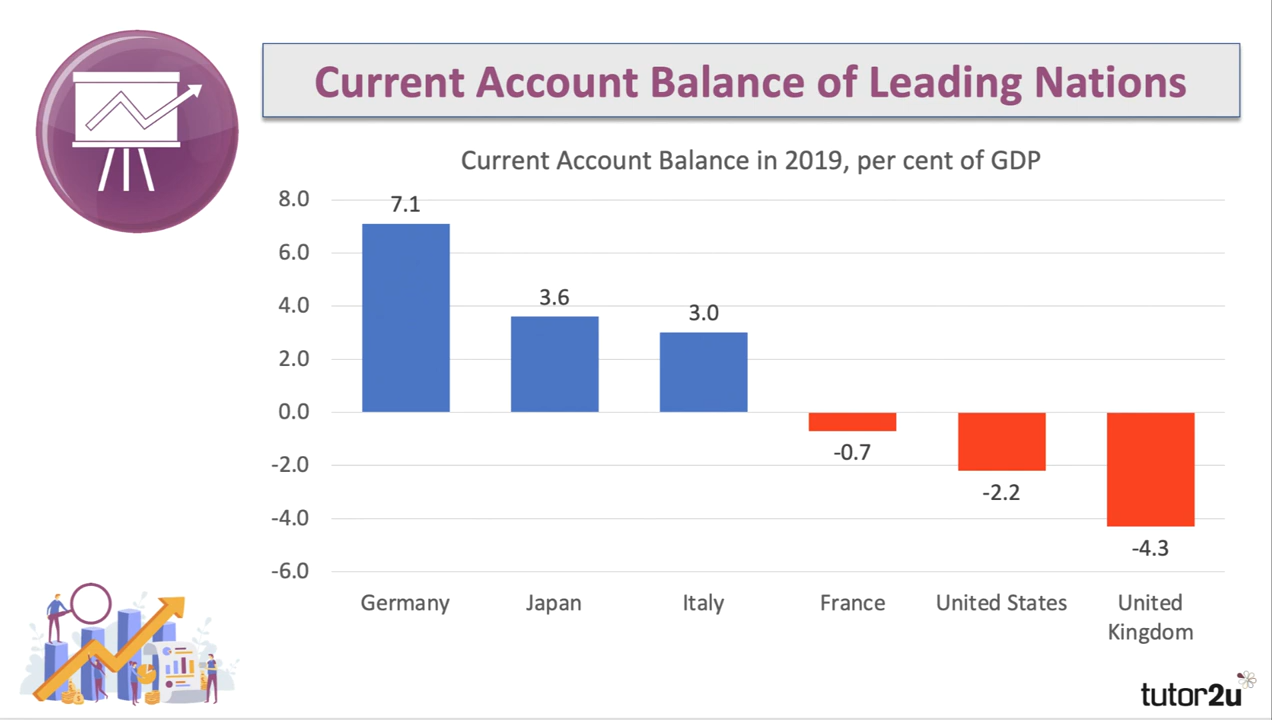 Current Account Balance of Leading Nations
Current Account Balance in 2019, per cent of GDP
8.0
6.0
4.0
2.0
0.0
-2.0
-4.0
-6.0
7.1
3.6
3.0
-0.7
-2.2
-4.3
Germany
Japan
Italy
France
United States
United
Kingdom
tutor2u